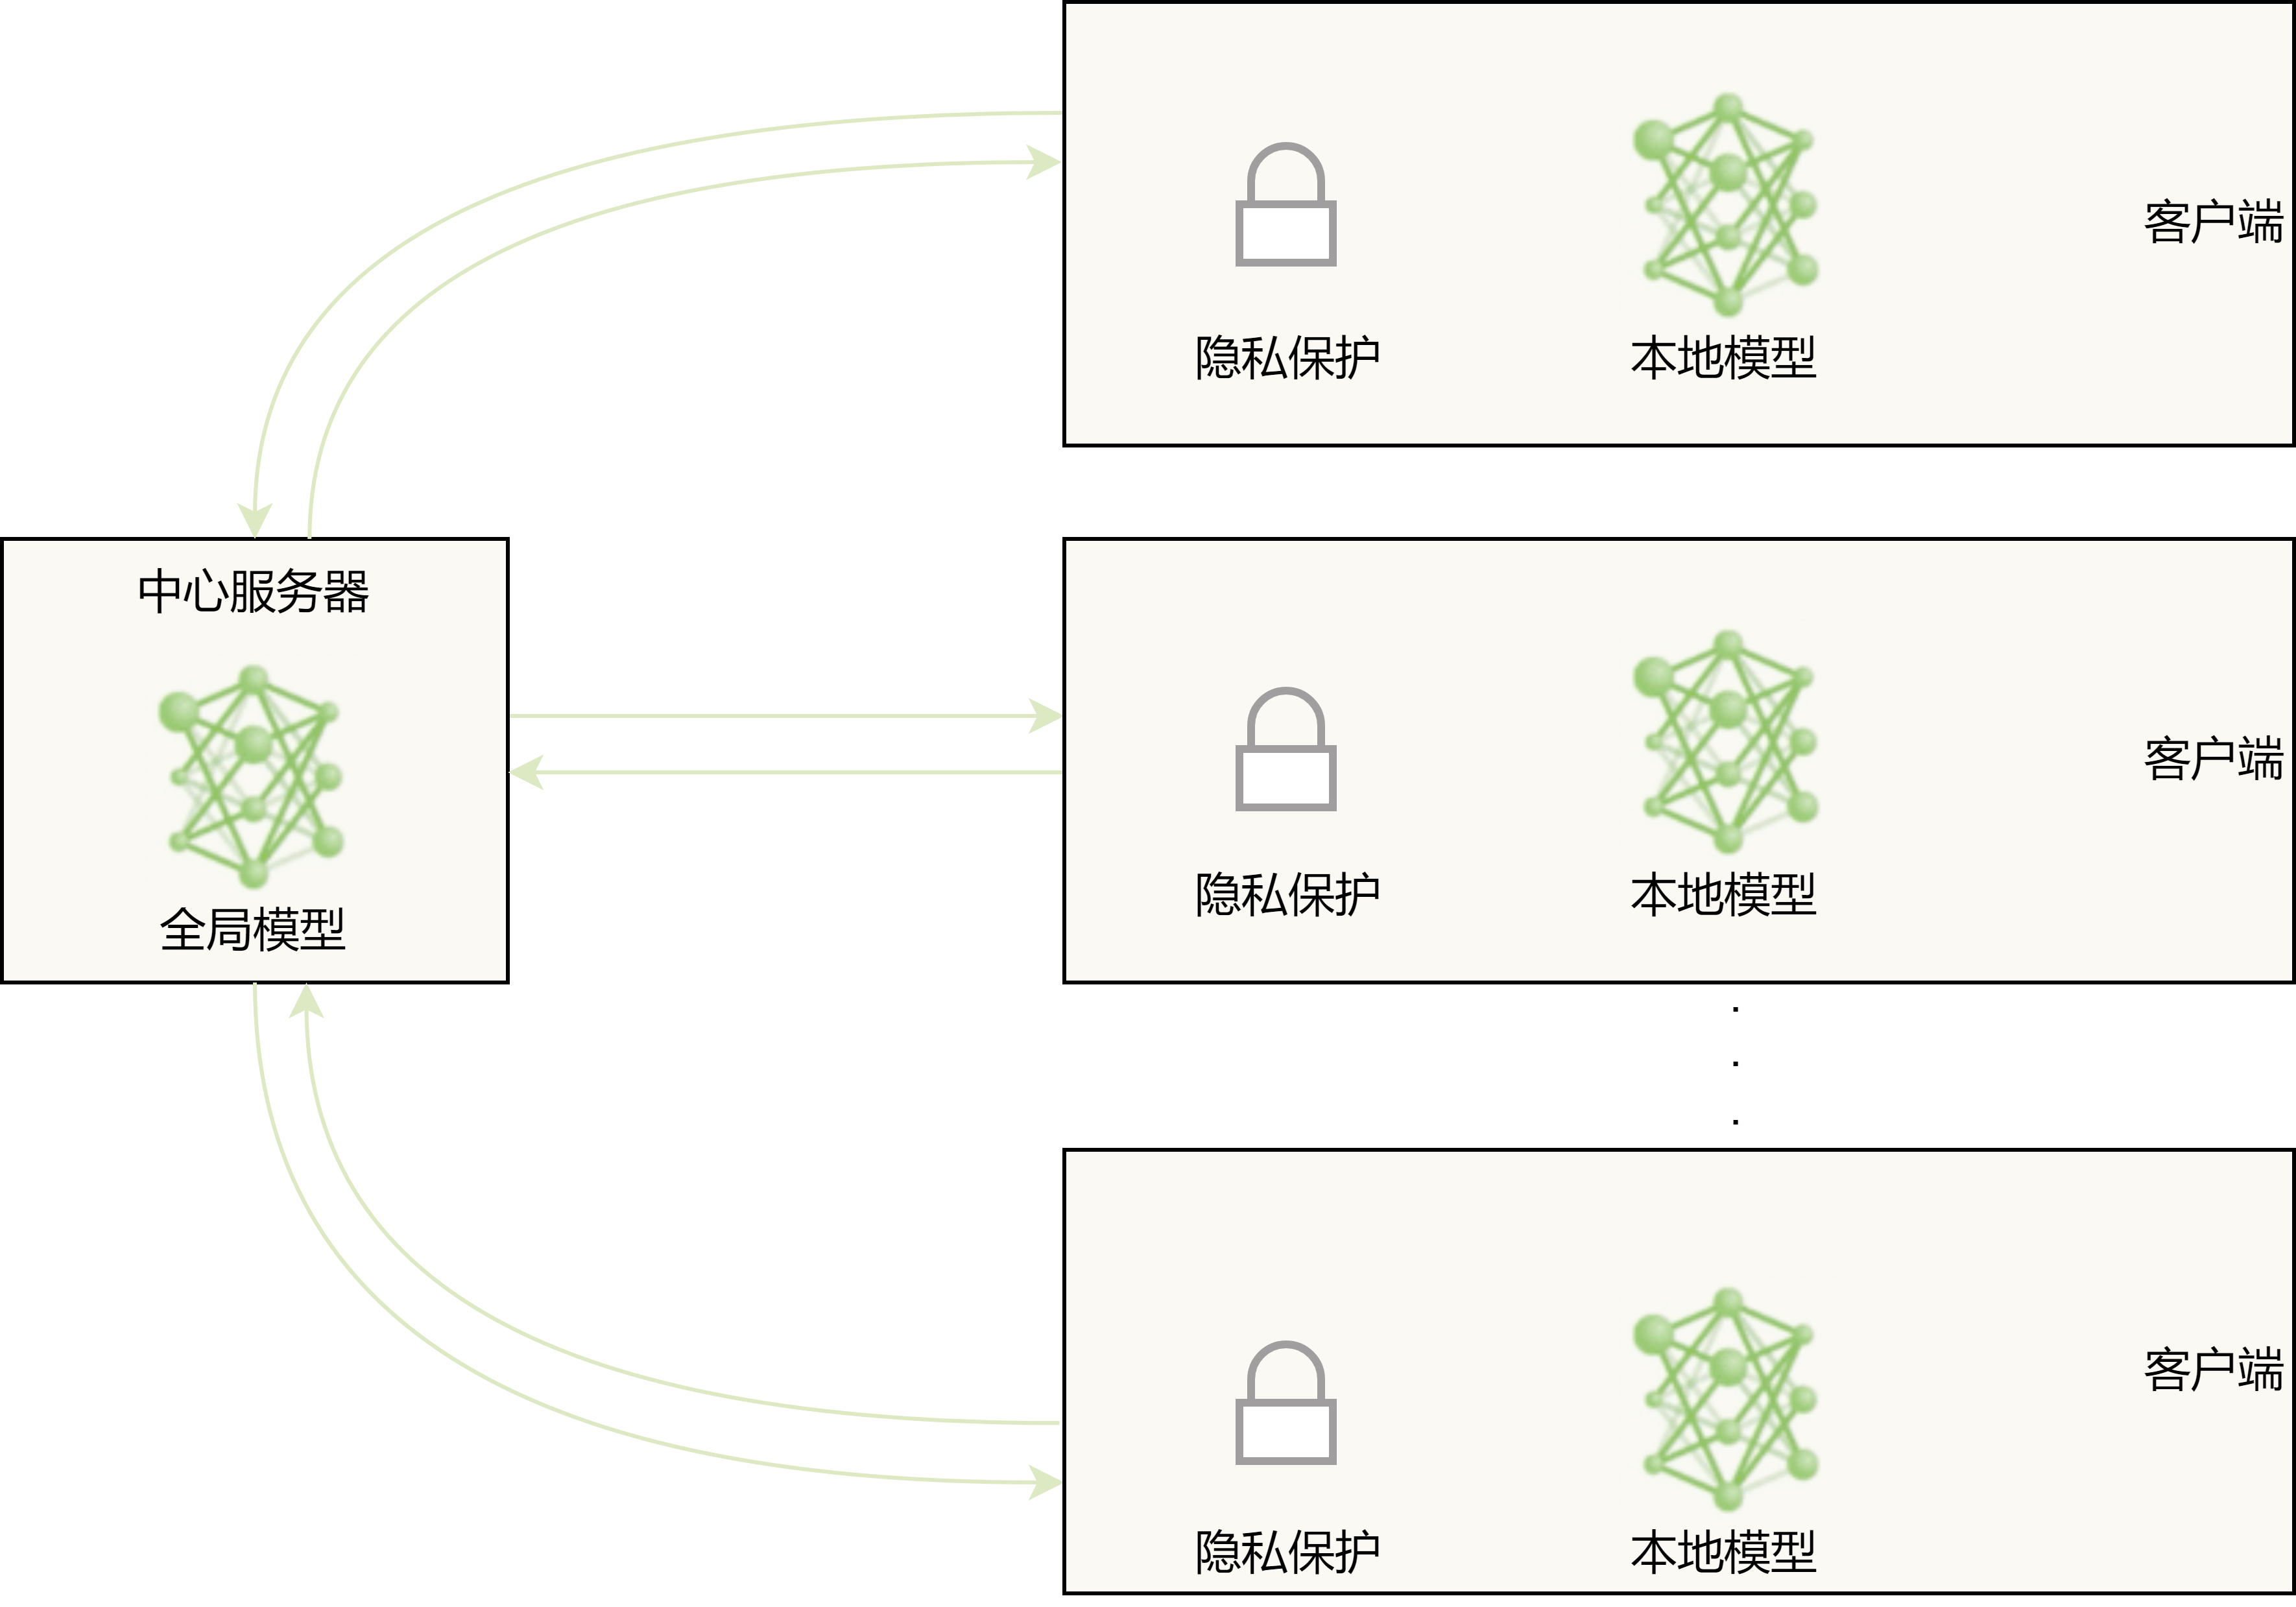 客户端
隐私保护
本地模型
中心服务器
全局模型
客户端
隐私保护
本地模型
.
.
.
客户端
隐私保护
本地模型